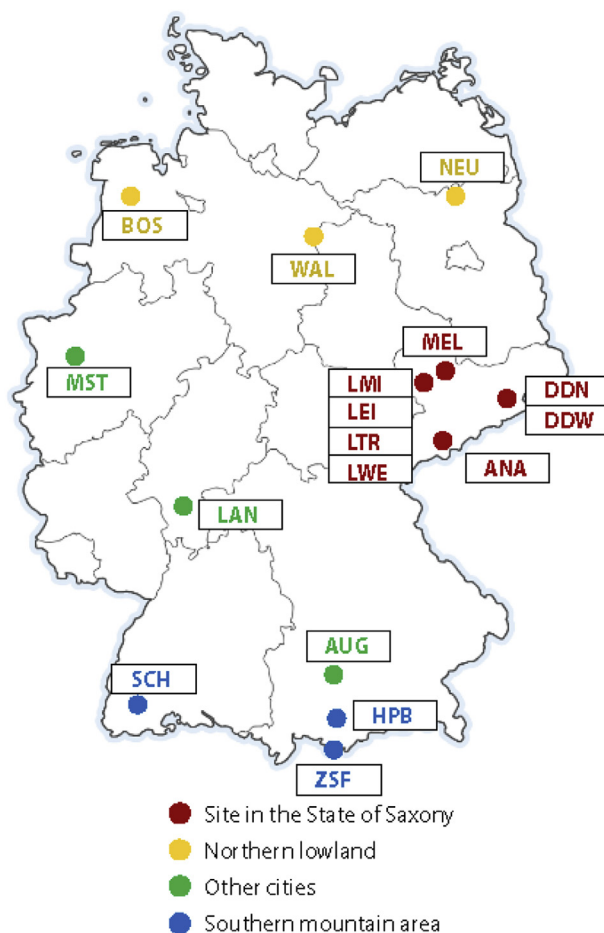 NEU
BOS
WAL
MEL
MST
LMI
DDN
LEI
DDW
LTR
LWE
ANA
LAN
AUG
SCH
HPB
ZSF
Site in the State of Saxony
Northern lowland
Other cities
Southern mountain area